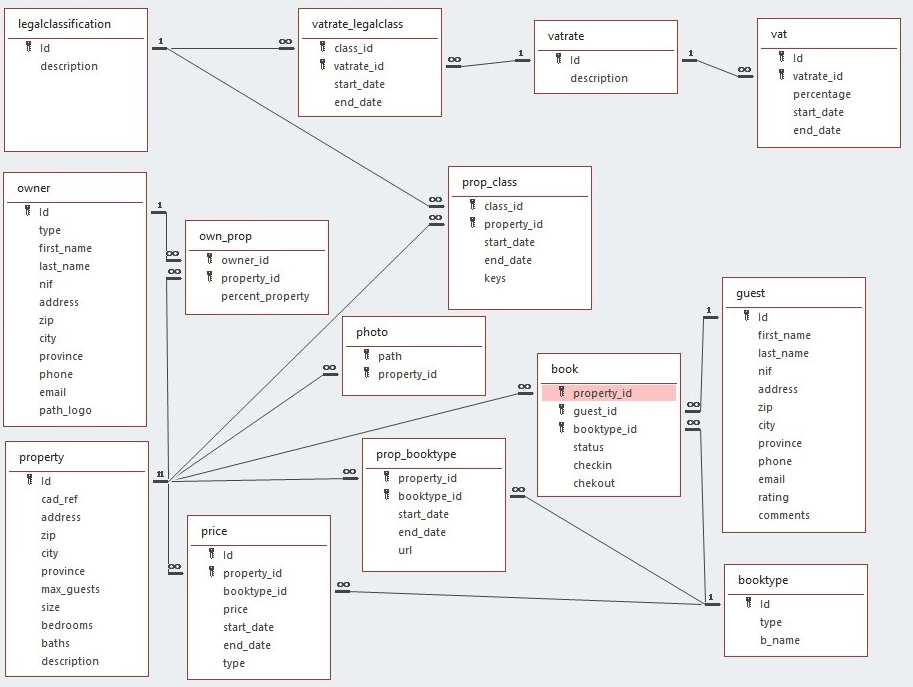 legalclassification
Id
description
vatrate_legalclass
class_id
vatrate_id
start_date
end_date
vatrate
Id
description
vat
Id
vatrate_id
percentage
start_date
end_date
owner
Id
type
first_name
last_name
nif
address
zip
city
province
phone
email
path_logo
own_prop
owner_id
property_id
percent_property
prop_class
class_id
property_id
start_date
end_date
keys
photo
path
property_id
book
property_id
guest_id
booktype_id
status
checkin
chekout
guest
Id
first_name
last_name
nif
address
zip
city
province
phone
email
rating
comments
property
Id
cad_ref
address
zip
city
province
max_guests
size
bedrooms
baths
description
price
Id
property_id
booktype_id
price
start_date
end_date
type
prop_booktype
property_id
booktype_id
start_date
end_date
url
booktype
Id
type
b_name
1
∞
∞
1
1
∞
∞
∞
1
∞
∞
∞
∞
∞
11
∞
∞
∞
1
∞
∞
1